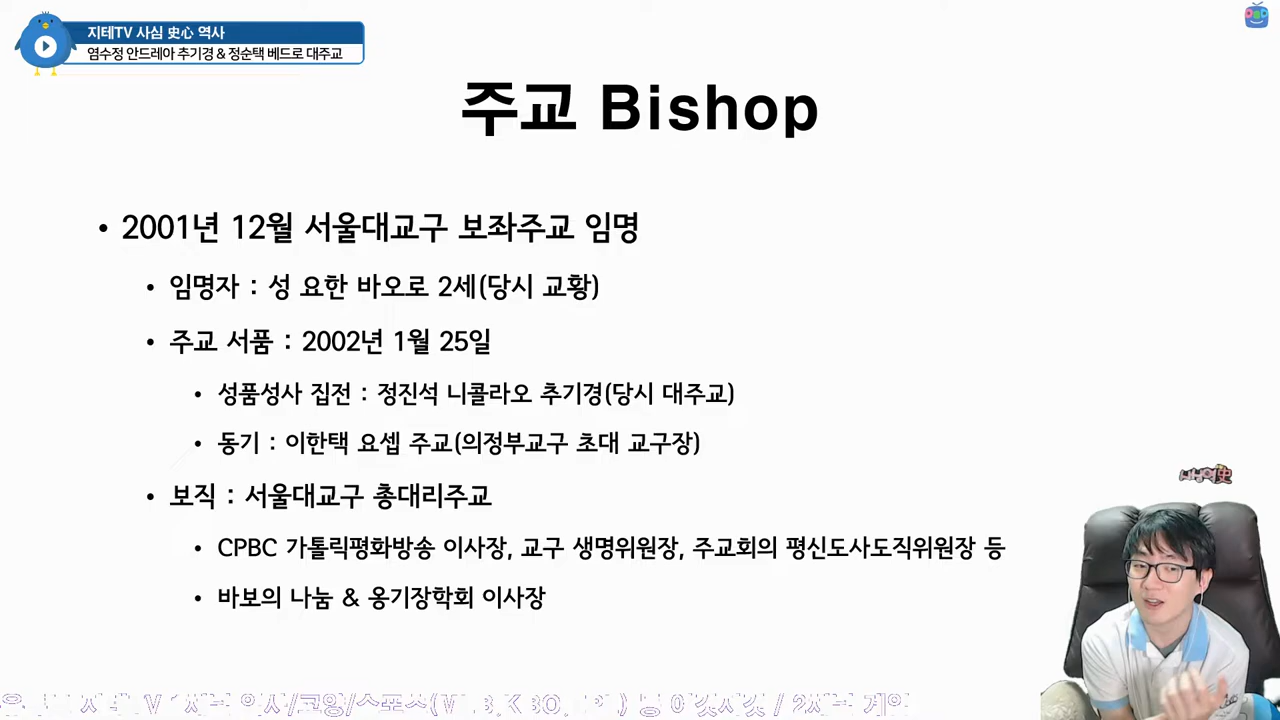 지테TV 사심 史心 역사
염수정 안드레아 추기경 & 정순택 베드로 대주교
주교 Bishop
• 2001년 12월 서울대교구 보좌주교 임명
• 임명자 : 성 요한 바오로 2세(당시 교황)
• 주교 서품 : 2002년 1월 25일
• 성품성사 집전 : 정진석 니콜라오 추기경(당시 대주교)
• 동기 : 이한택 요셉 주교(의정부교구 초대 교구장)
• 보직 : 서울대교구 총대리주교
• CPBC 가톨릭평화방송 이사장, 교구 생명위원장, 주교회의 평신도사도직위원장 등
• 바보의 나눔 & 옹기장학회 이사장